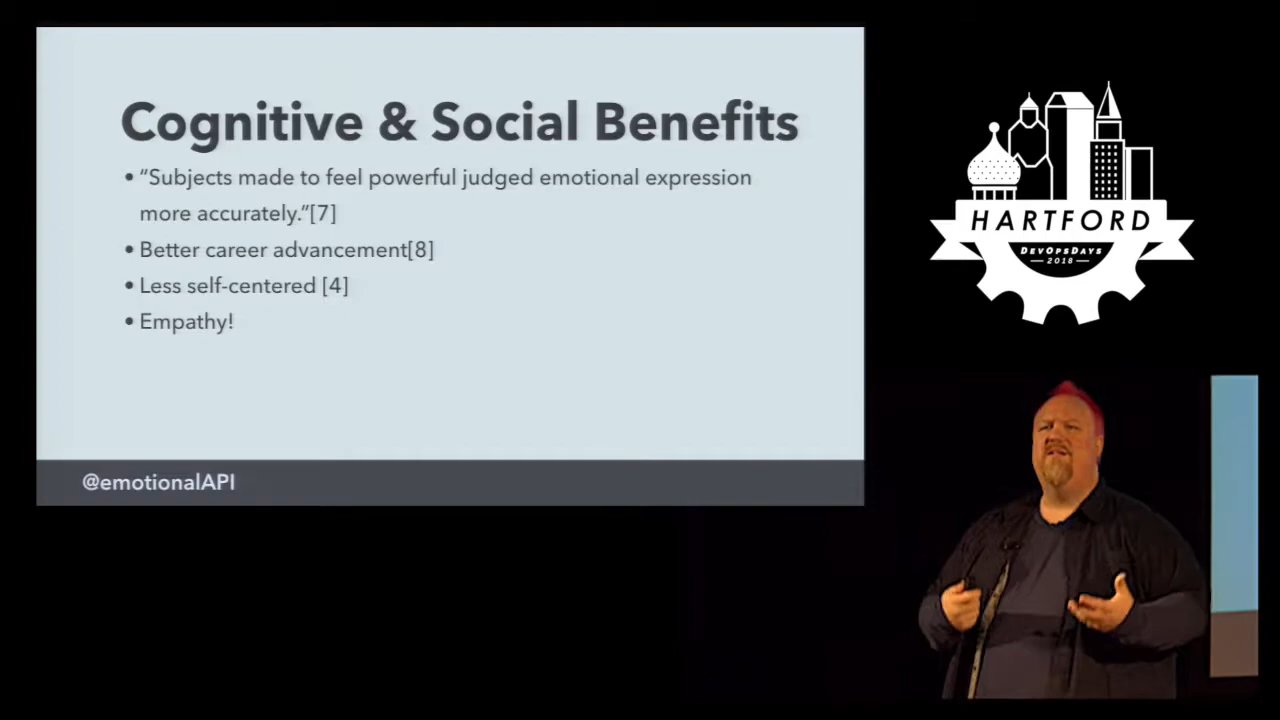 Cognitive & Social Benefits
• “Subjects made to feel powerful judged emotional expression
more accurately.”[7]
• Better career advancement[8]
• Less self-centered [4]
• Empathy!
@emotionalAPI
HARTFORD
DEVOPSDAYS
—2018—